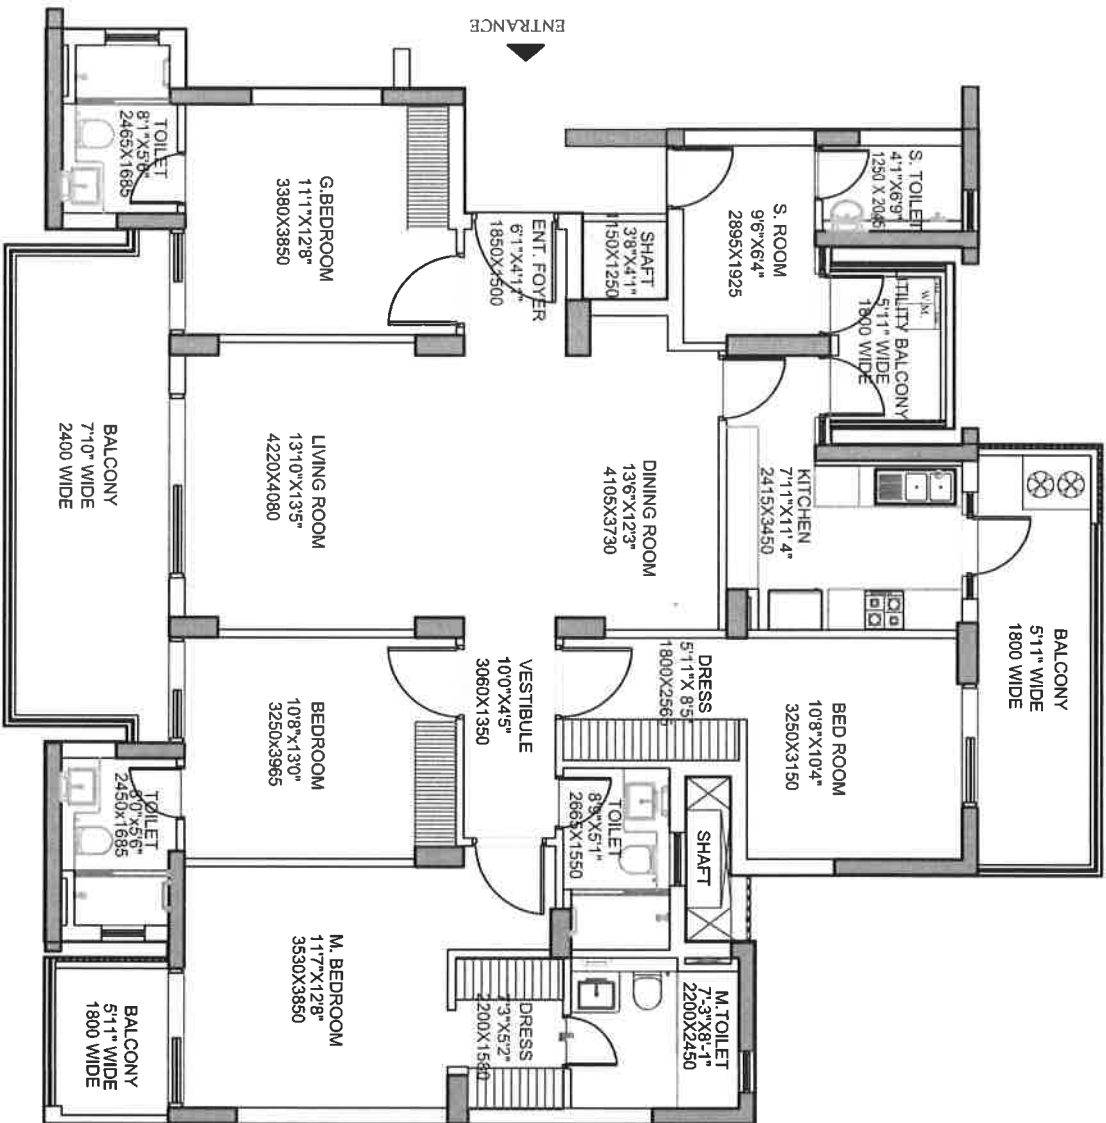 ENTRANCE
TOILET
8'1"X5'6"
2465X1685
G.BEDROOM
11'1"X12'8"
3380X3850
ENT. FOYER
6'1"X4'11"
1850X1500
SHAFT
3'8"X4'1"
1150X1250
S. ROOM
9'6"X6'4"
2895X1925
S. TOILET
4'1"X6'9"
1250 X 2045
W.M.
UTILITY BALCONY
5'11" WIDE
1800 WIDE
BALCONY
7'10" WIDE
2400 WIDE
LIVING ROOM
13'10"X13'5"
4220X4080
DINING ROOM
13'6"X12'3"
4105X3730
KITCHEN
7'11"X11' 4"
2415X3450
BALCONY
5'11" WIDE
1800 WIDE
BEDROOM
10'8"x13'0"
3250x3965
VESTIBULE
10'0"X4'5"
3060X1350
DRESS
5'11"X 8'5"
1800X2565
BED ROOM
10'8"X10'4"
3250X3150
TOILET
8'0"x5'6"
2450x1685
TOILET
8'9"X5'1"
2665X1550
SHAFT
M. BEDROOM
11'7"X12'8"
3530X3850
DRESS
7'3"X5'2"
2200X1580
M.TOILET
7'-3"X8'-1"
2200X2450
BALCONY
5'11" WIDE
1800 WIDE